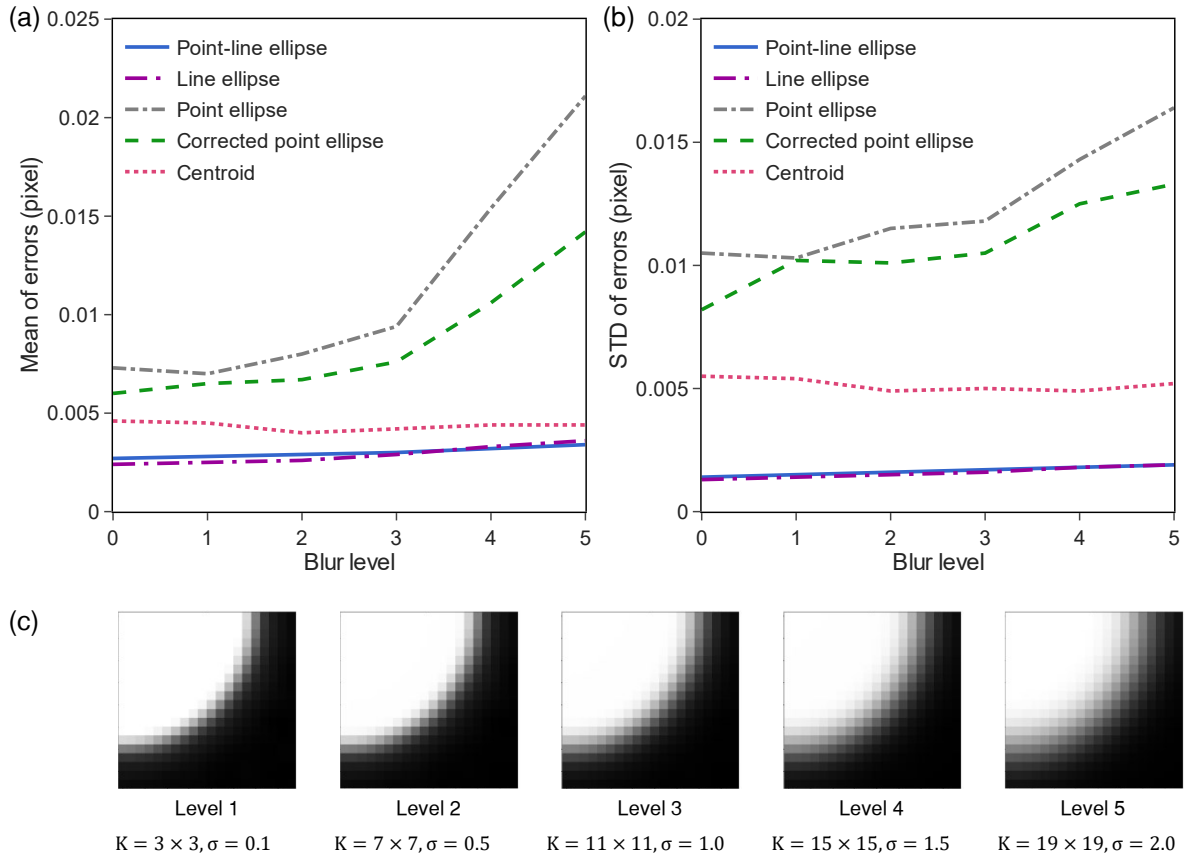 (a)
0.025
0.02
0.015
0.01
0.005
0
Mean of errors (pixel)
Point-line ellipse
Line ellipse
Point ellipse
Corrected point ellipse
Centroid
0 1 2 3 4 5
Blur level
(b)
0.02
0.015
0.01
0.005
0
STD of errors (pixel)
Point-line ellipse
Line ellipse
Point ellipse
Corrected point ellipse
Centroid
0 1 2 3 4 5
Blur level
(c)
Level 1 Level 2 Level 3 Level 4 Level 5
K = 3 × 3, σ = 0.1 K = 7 × 7, σ = 0.5 K = 11 × 11, σ = 1.0 K = 15 × 15, σ = 1.5 K = 19 × 19, σ = 2.0